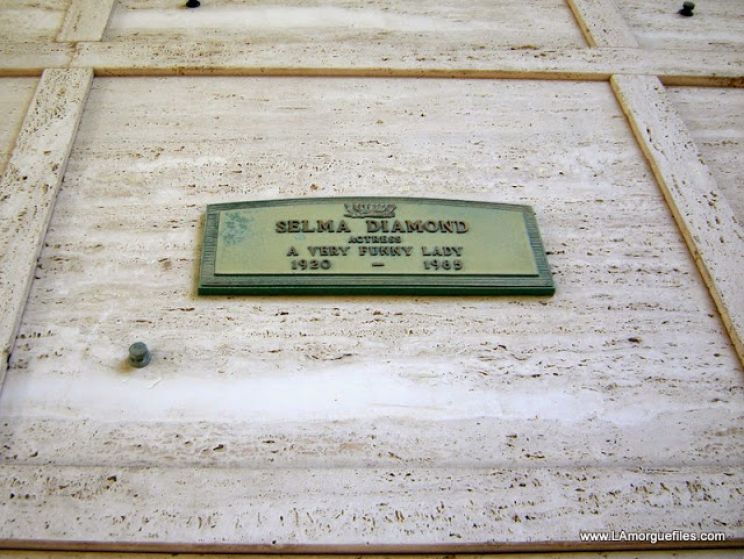 SELMA DIAMOND
ACTRESS
A VERY FUNNY LADY
1920 — 1985
www.LAmorguefiles.com